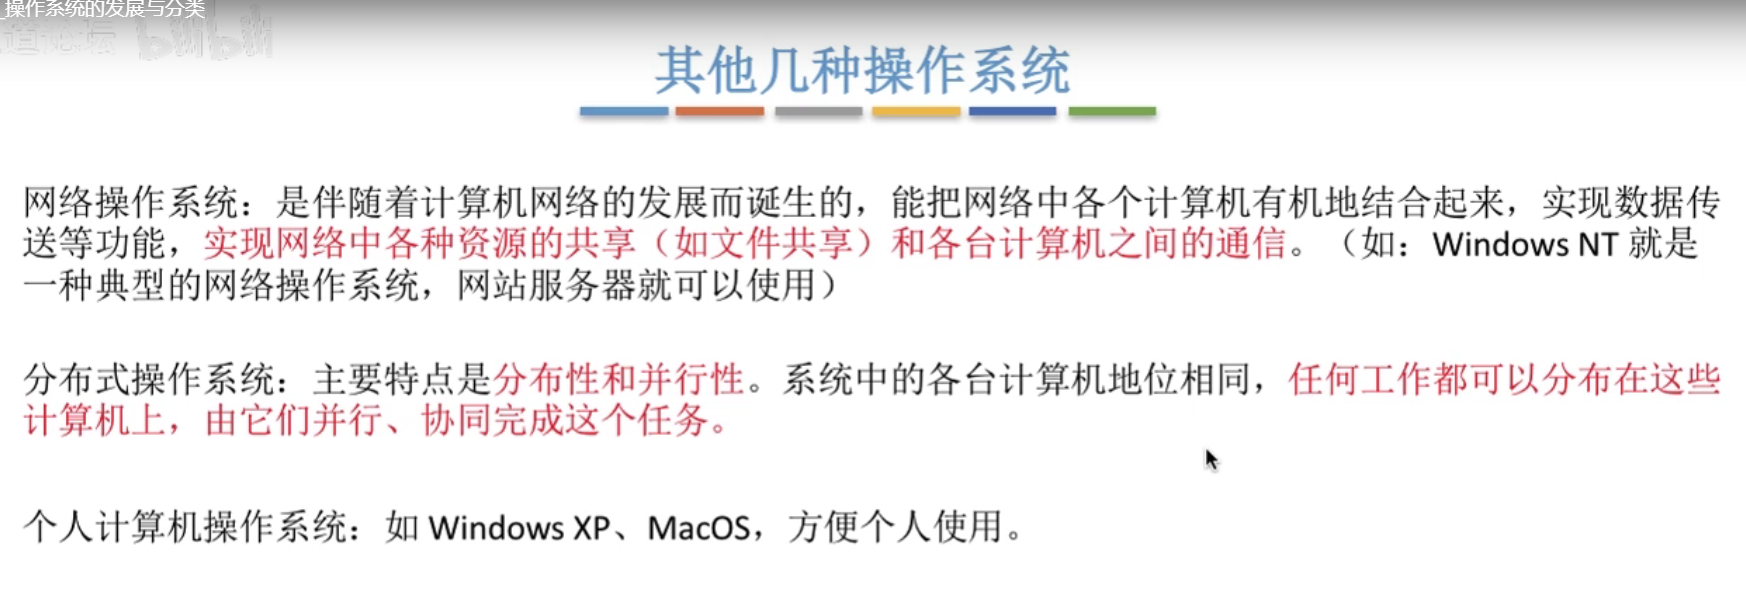 操作系统的发展与分类
道论坛 bilibili
其他几种操作系统
网络操作系统：是伴随着计算机网络的发展而诞生的，能把网络中各个计算机有机地结合起来，实现数据传
送等功能，实现网络中各种资源的共享（如文件共享）和各台计算机之间的通信。（如：Windows NT 就是
一种典型的网络操作系统，网站服务器就可以使用）
分布式操作系统：主要特点是分布性和并行性。系统中的各台计算机地位相同，任何工作都可以分布在这些
计算机上，由它们并行、协同完成这个任务。
个人计算机操作系统：如 Windows XP、MacOS，方便个人使用。